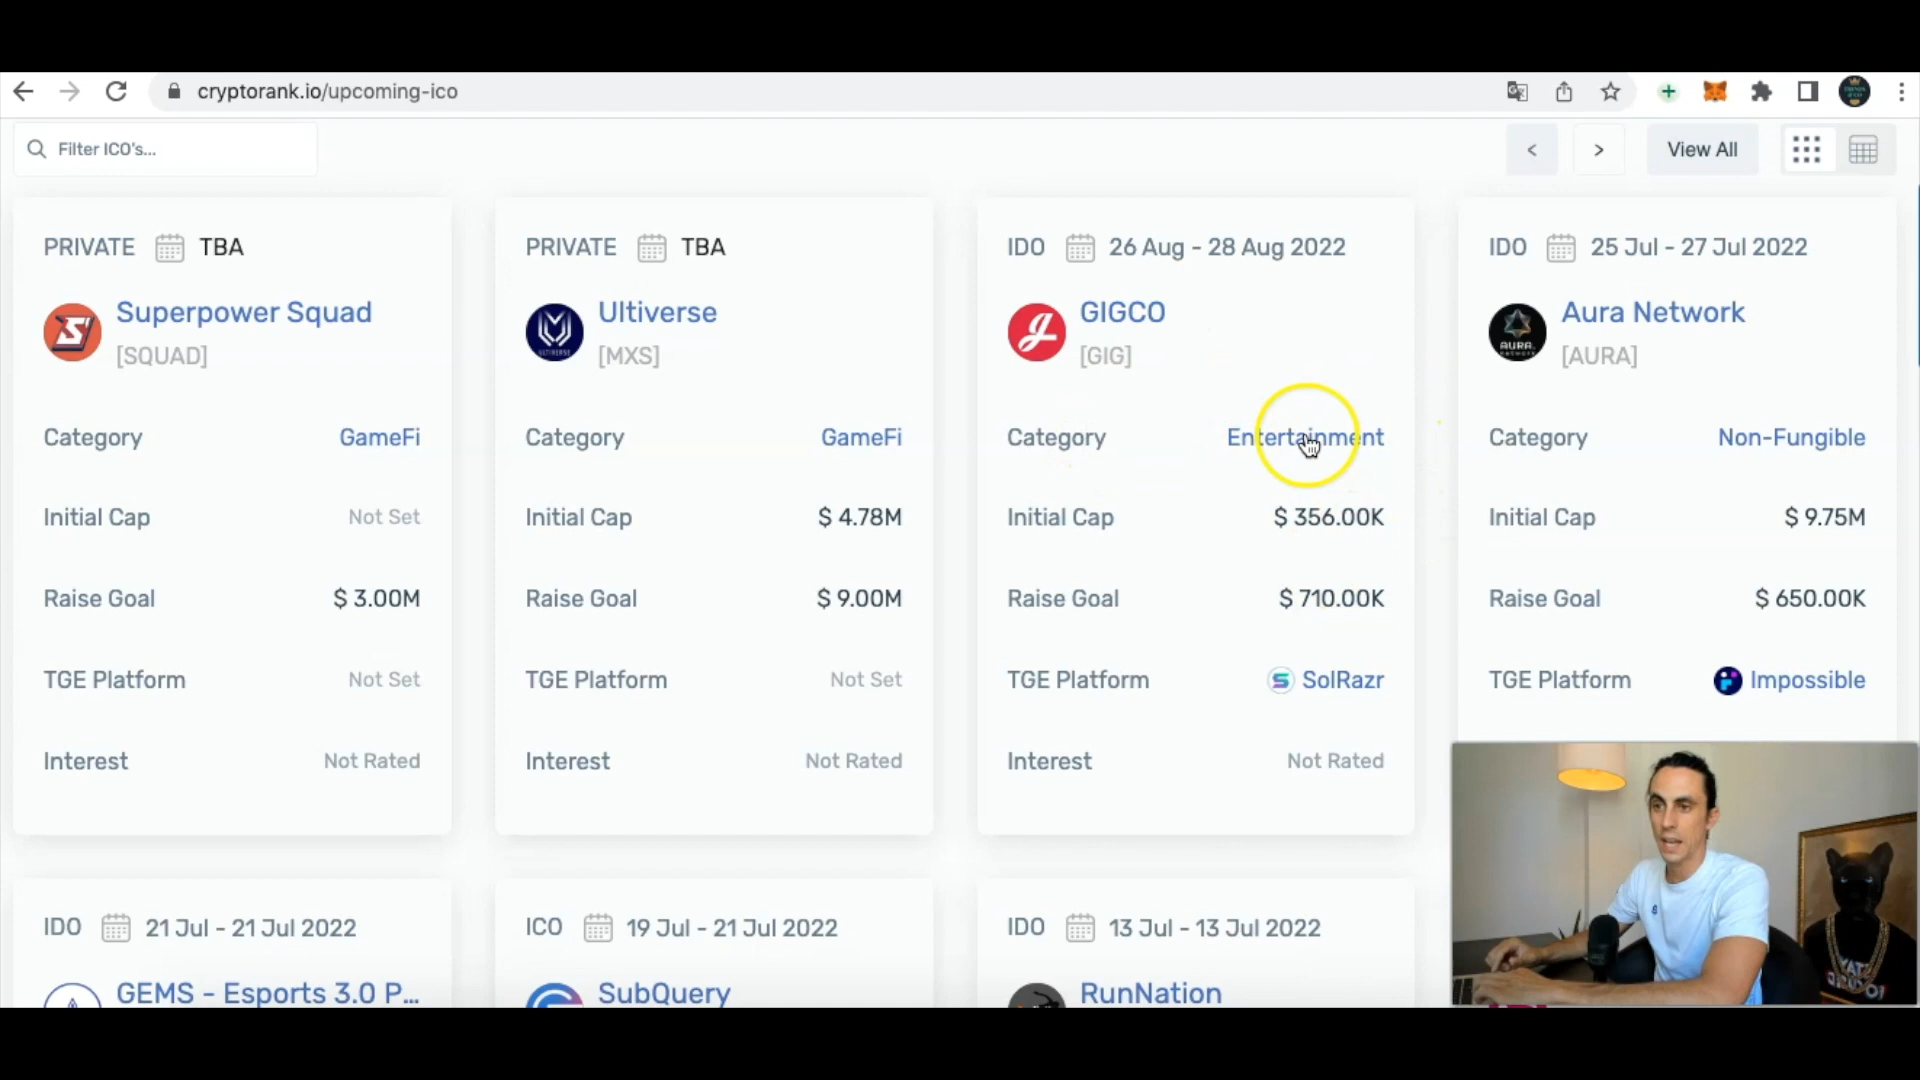 cryptorank.io/upcoming-ico
Filter ICO's...
<
>
View All
PRIVATE TBA
Superpower Squad
[SQUAD]
Category GameFi
Initial Cap Not Set
Raise Goal $ 3.00M
TGE Platform Not Set
Interest Not Rated
PRIVATE TBA
Ultiverse
[MXS]
Category GameFi
Initial Cap $ 4.78M
Raise Goal $ 9.00M
TGE Platform Not Set
Interest Not Rated
IDO 26 Aug - 28 Aug 2022
GIGCO
[GIG]
Category Entertainment
Initial Cap $ 356.00K
Raise Goal $ 710.00K
TGE Platform SolRazr
Interest Not Rated
IDO 25 Jul - 27 Jul 2022
AURA
Aura Network
[AURA]
Category Non-Fungible
Initial Cap $ 9.75M
Raise Goal $ 650.00K
TGE Platform Impossible
IDO 21 Jul - 21 Jul 2022
GEMS - Esports 3.0 P...
ICO 19 Jul - 21 Jul 2022
SubQuery
IDO 13 Jul - 13 Jul 2022
RunNation